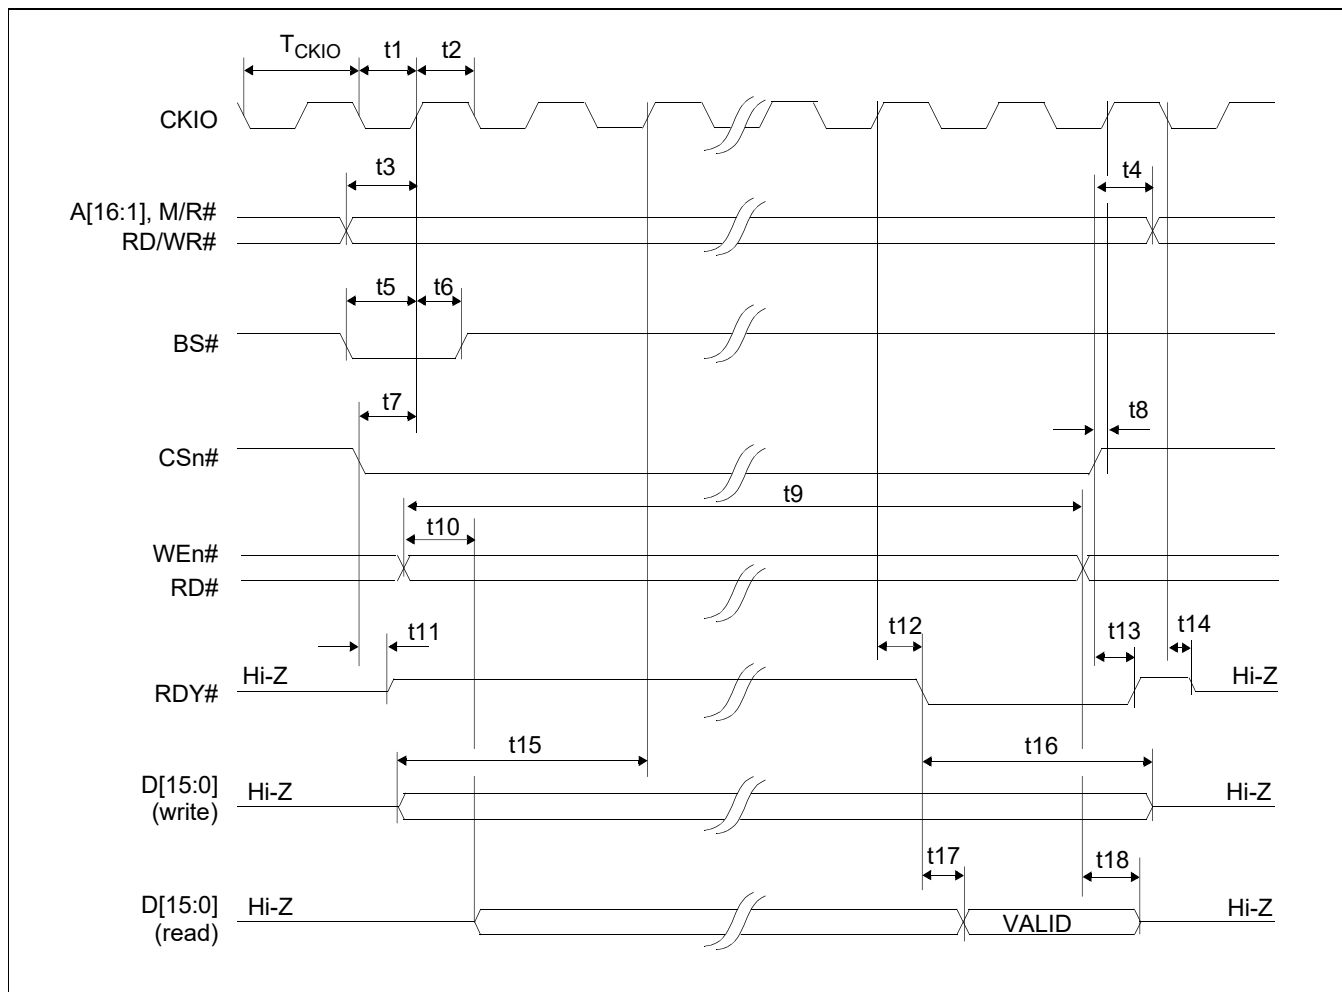 TCKIO t1 t2
CKIO
t3 t4
A[16:1], M/R#
RD/WR#
t5 t6
BS#
t7 t8
CSn#
t9
t10
WEn#
RD#
t11 t12 t13 t14
Hi-Z Hi-Z
RDY#
t15 t16
D[15:0] Hi-Z Hi-Z
(write)
t17 t18
D[15:0] Hi-Z Hi-Z
(read) VALID